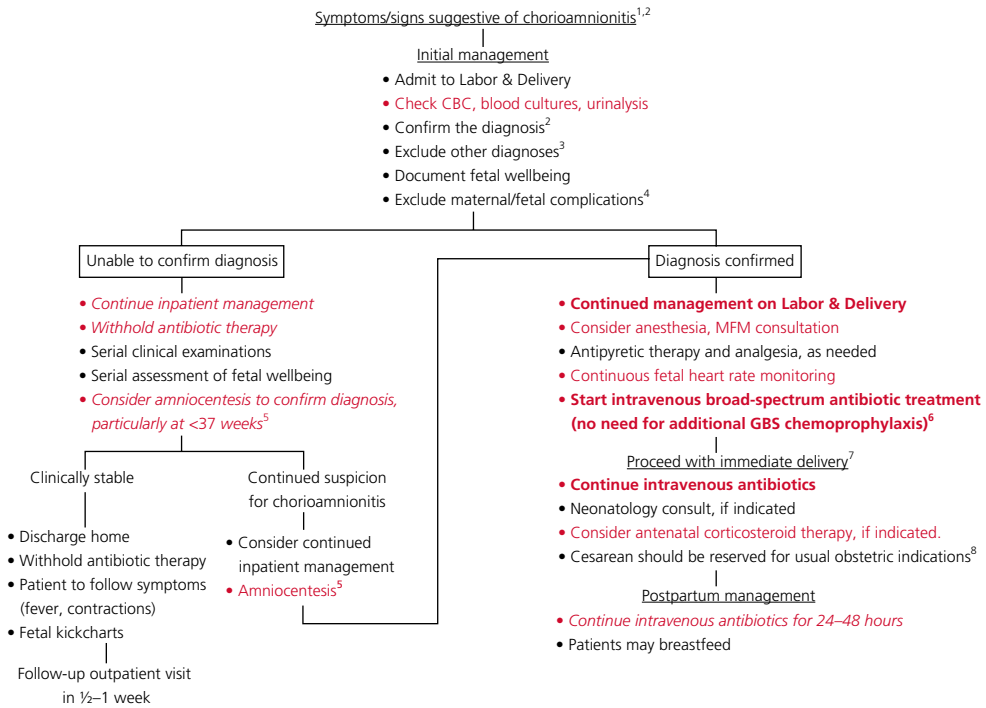 Symptoms/signs suggestive of chorioamnionitis1,2
Initial management
• Admit to Labor & Delivery
• Check CBC, blood cultures, urinalysis
• Confirm the diagnosis2
• Exclude other diagnoses3
• Document fetal wellbeing
• Exclude maternal/fetal complications4
Unable to confirm diagnosis
• Continue inpatient management
• Withhold antibiotic therapy
• Serial clinical examinations
• Serial assessment of fetal wellbeing
• Consider amniocentesis to confirm diagnosis,
particularly at <37 weeks5
Clinically stable
• Discharge home
• Withhold antibiotic therapy
• Patient to follow symptoms
(fever, contractions)
• Fetal kickcharts
Follow-up outpatient visit
in ½–1 week
Continued suspicion
for chorioamnionitis
• Consider continued
inpatient management
• Amniocentesis5
Diagnosis confirmed
• Continued management on Labor & Delivery
• Consider anesthesia, MFM consultation
• Antipyretic therapy and analgesia, as needed
• Continuous fetal heart rate monitoring
• Start intravenous broad-spectrum antibiotic treatment
(no need for additional GBS chemoprophylaxis)6
Proceed with immediate delivery7
• Continue intravenous antibiotics
• Neonatology consult, if indicated
• Consider antenatal corticosteroid therapy, if indicated.
• Cesarean should be reserved for usual obstetric indications8
Postpartum management
• Continue intravenous antibiotics for 24–48 hours
• Patients may breastfeed